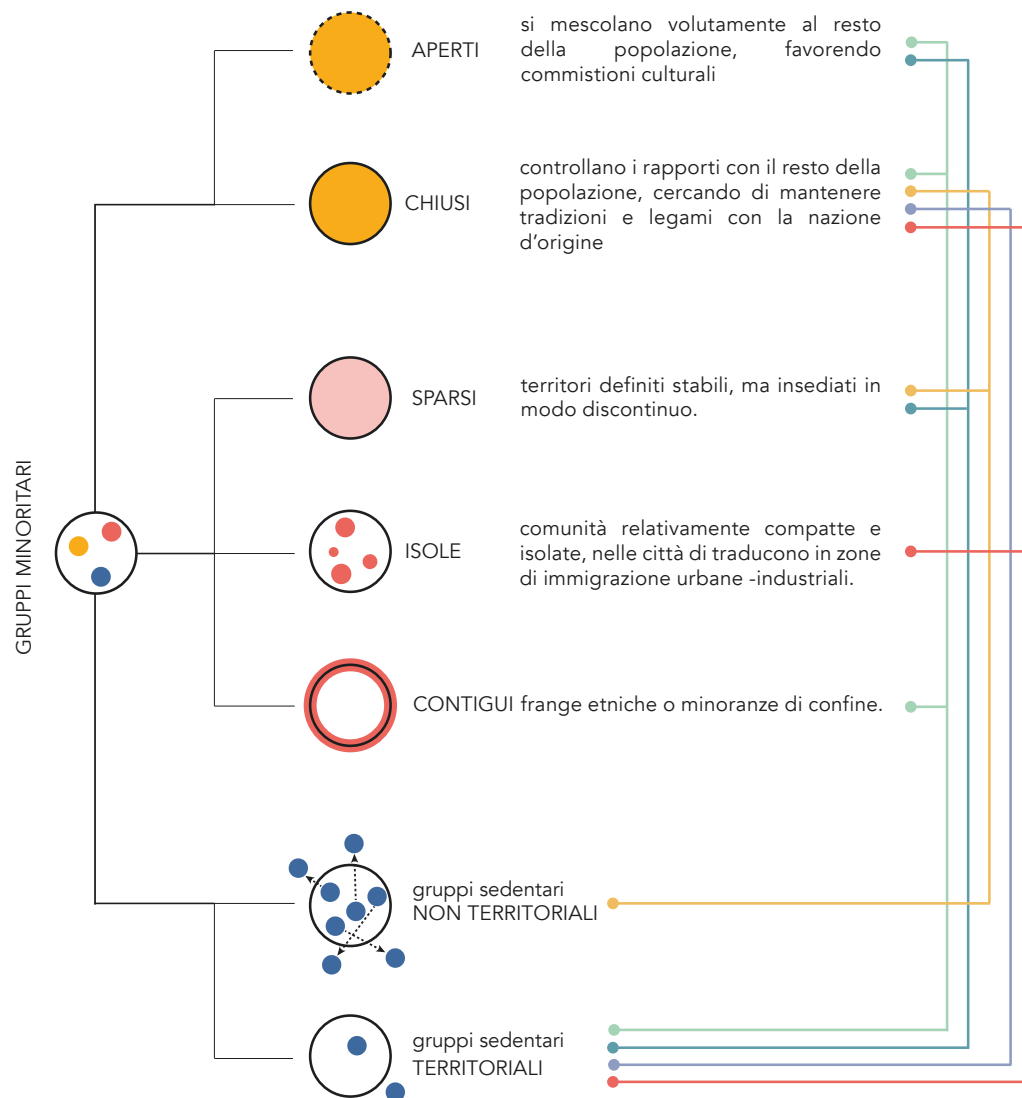 APERTI
si mescolano volutamente al resto
della popolazione, favorendo
commistioni culturali
CHIUSI
controllano i rapporti con il resto della
popolazione, cercando di mantenere
tradizioni e legami con la nazione
d'origine
SPARSI
territori definiti stabili, ma insediati in
modo discontinuo.
GRUPPI MINORITARI
ISOLE
comunità relativamente compatte e
isolate, nelle città di traducono in zone
di immigrazione urbane -industriali.
CONTIGUI
frange etniche o minoranze di confine.
gruppi sedentari
NON TERRITORIALI
gruppi sedentari
TERRITORIALI